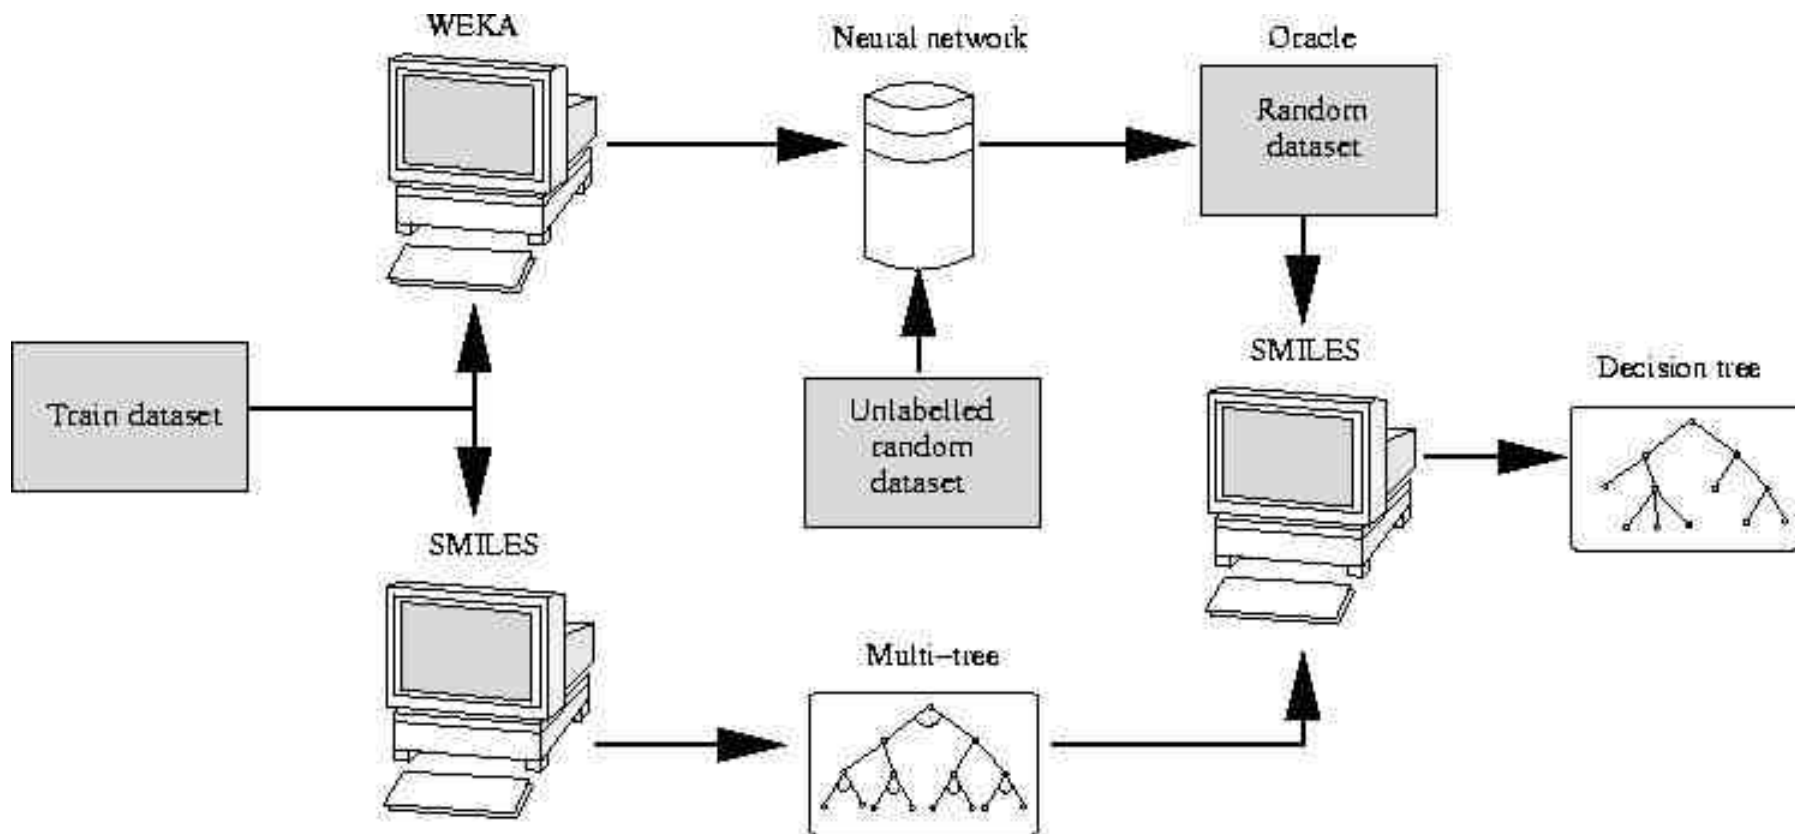 WEKA
Neural network
Oracle
Random
dataset
Train dataset
Unlabelled
random
dataset
SMILES
Decision tree
SMILES
Multi-tree